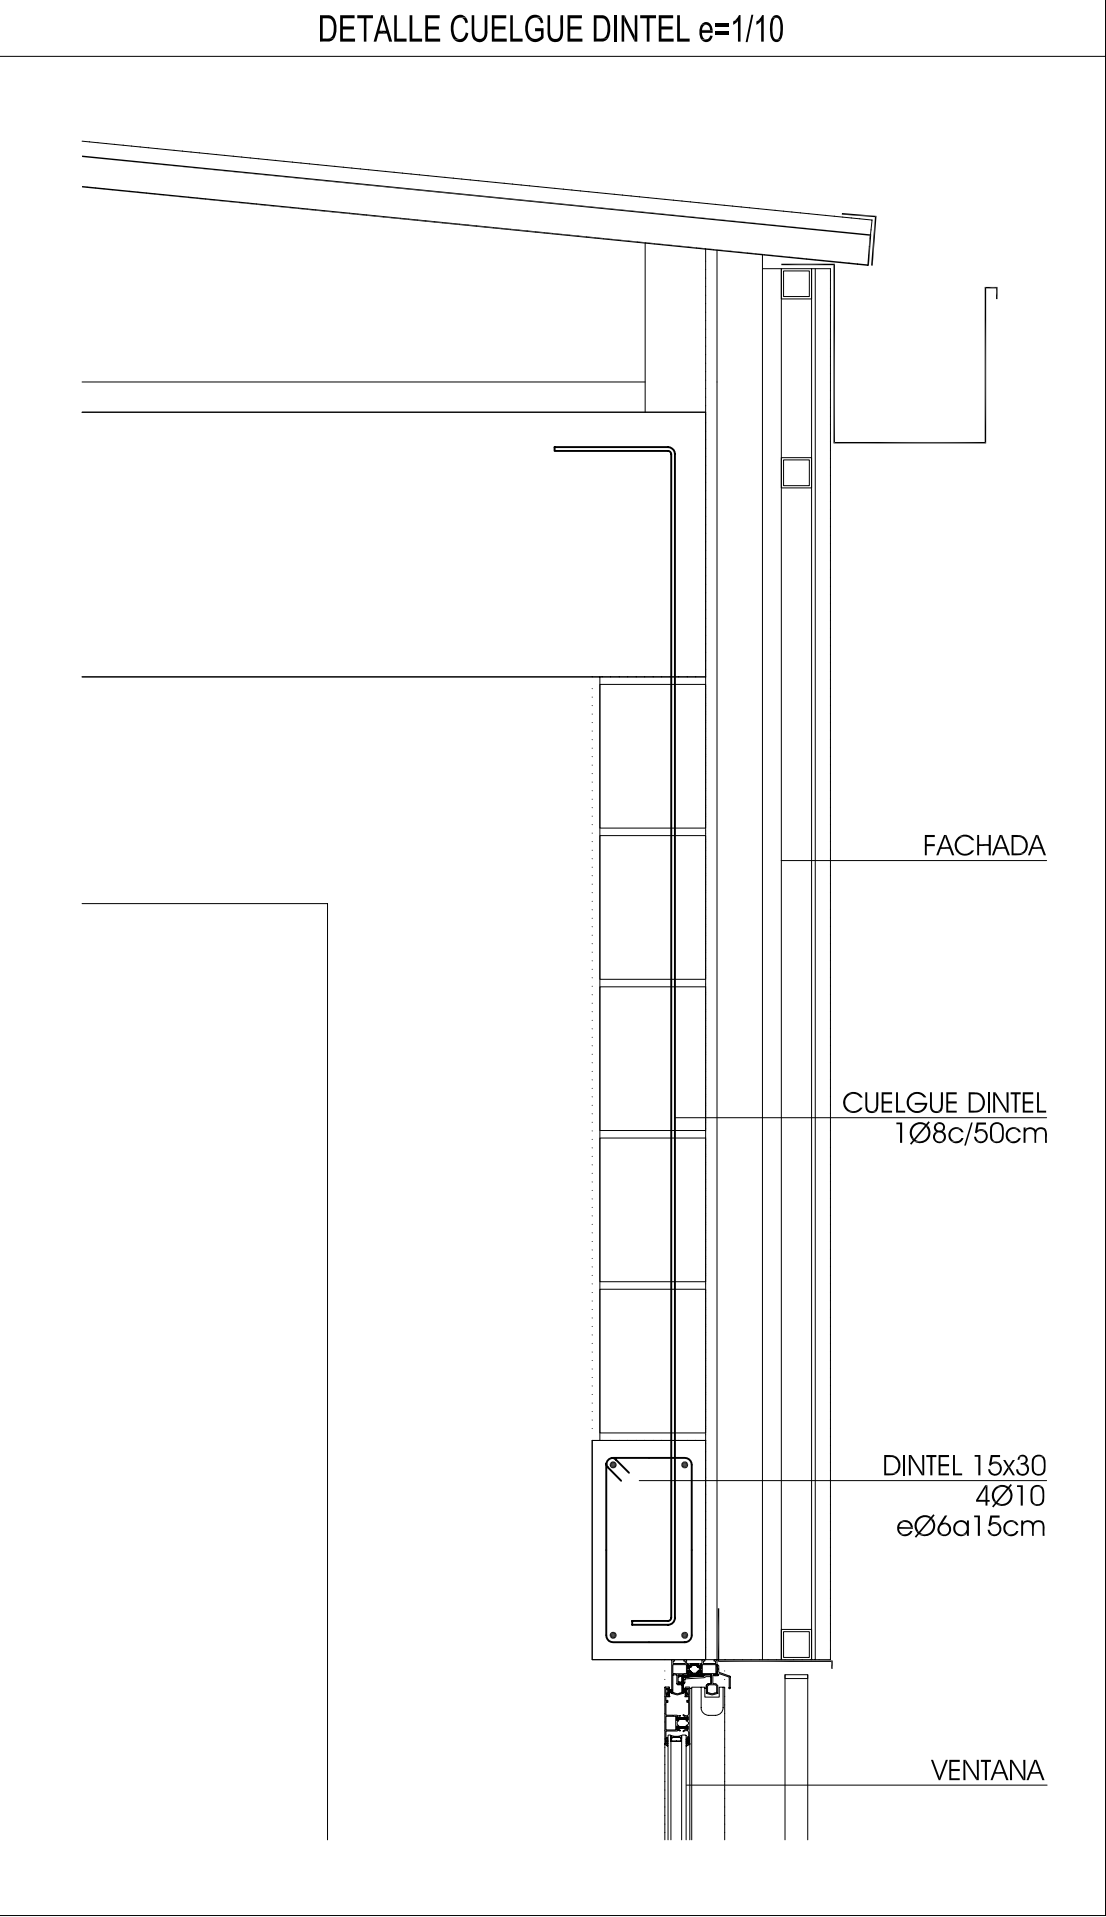 DETALLE CUELGUE DINTEL e=1/10
FACHADA
CUELGUE DINTEL
1Ø8c/50cm
DINTEL 15x30
4Ø10
eØ6a15cm
VENTANA